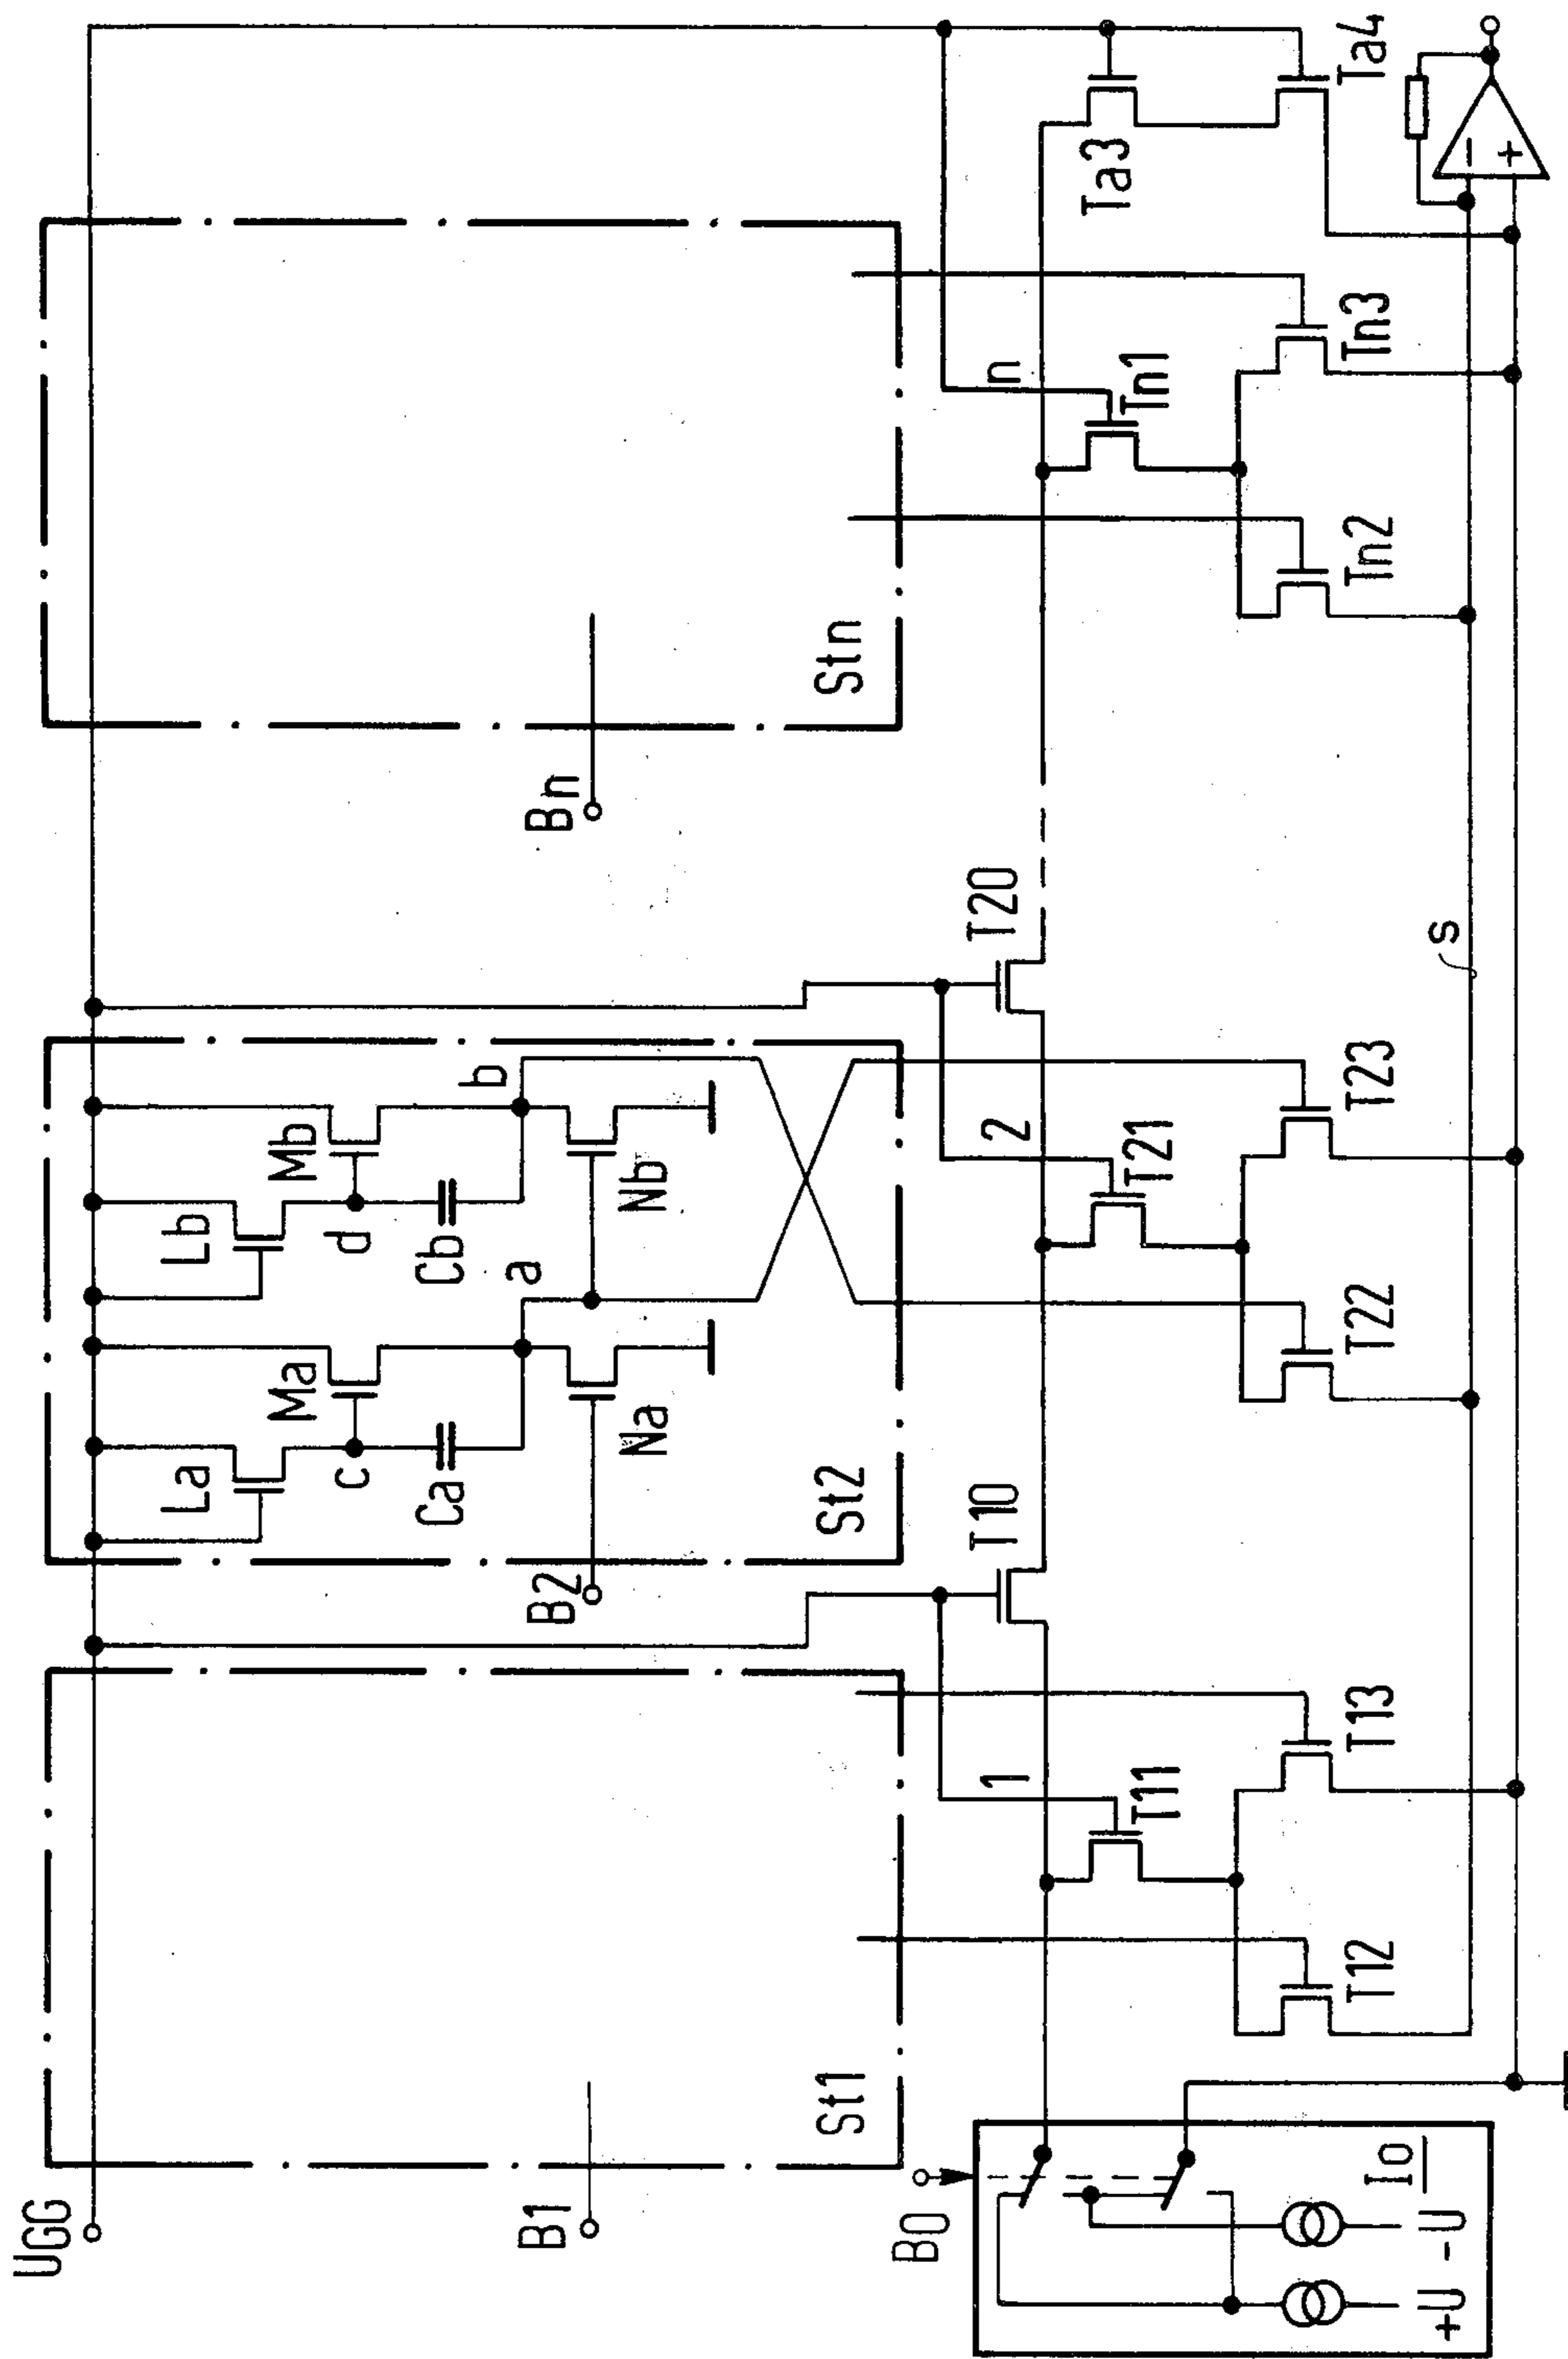 UGG
B1
St1
B0
I0
+U
-U
T12
T11
1
T13
T10
B2
St2
La
Ma
c
Ca
Na
a
Lb
Mb
d
Cb
Nb
b
T22
T21
2
T23
T20
s
Bn
Stn
Tn2
Tn1
n
Tn3
Ta3
Ta4
-
+